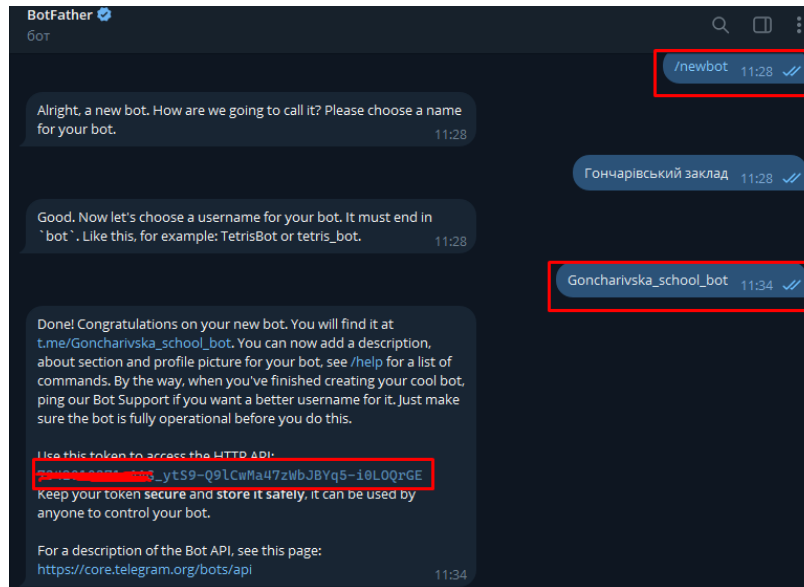 BotFather
бот
/newbot 11:28
Alright, a new bot. How are we going to call it? Please choose a name
for your bot.
11:28
Гончарівський заклад 11:28
Good. Now let's choose a username for your bot. It must end in
`bot`. Like this, for example: TetrisBot or tetris_bot.
11:28
Goncharivska_school_bot 11:34
Done! Congratulations on your new bot. You will find it at
t.me/Goncharivska_school_bot. You can now add a description,
about section and profile picture for your bot, see /help for a list of
commands. By the way, when you've finished creating your cool bot,
ping our Bot Support if you want a better username for it. Just make
sure the bot is fully operational before you do this.
Use this token to access the HTTP API:
_ytS9-Q9lCwMa47zWbJBYq5-i0LOQrGE
Keep your token secure and store it safely, it can be used by
anyone to control your bot.
For a description of the Bot API, see this page:
https://core.telegram.org/bots/api
11:34